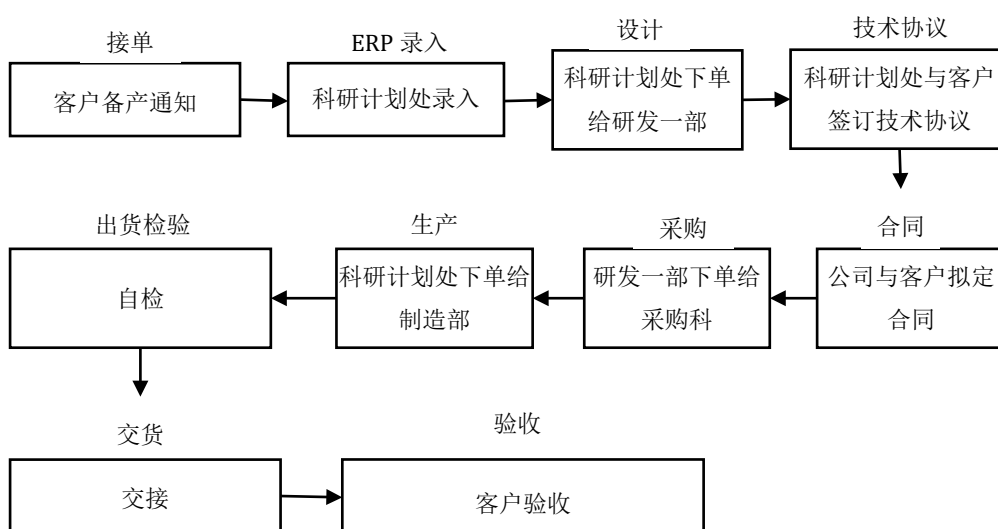 接单
客户备产通知
ERP 录入
科研计划处录入
设计
科研计划处下单
给研发一部
技术协议
科研计划处与客户
签订技术协议
合同
公司与客户拟定
合同
采购
研发一部下单给
采购科
生产
科研计划处下单给
制造部
出货检验
自检
交货
交接
验收
客户验收